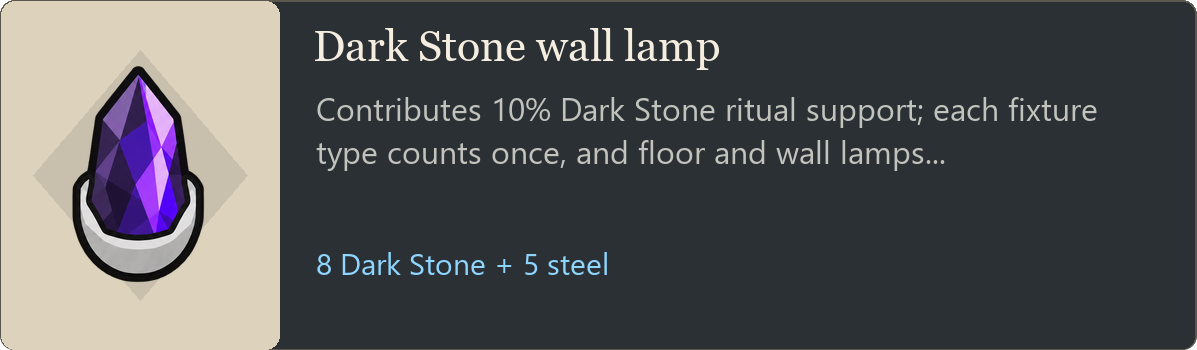 Dark Stone wall lamp
Contributes 10% Dark Stone ritual support; each fixture
type counts once, and floor and wall lamps...
8 Dark Stone + 5 steel